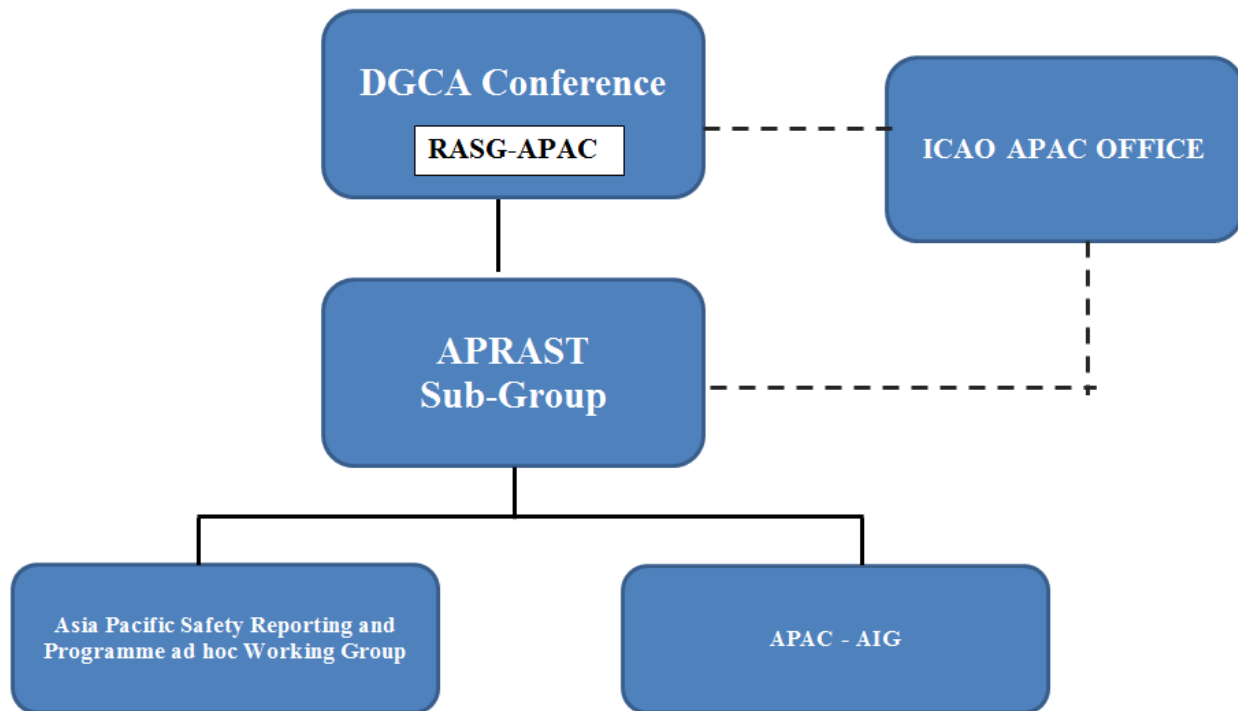 DGCA Conference
RASG-APAC
ICAO APAC OFFICE
APRAST
Sub-Group
Asia Pacific Safety Reporting and
Programme ad hoc Working Group
APAC - AIG